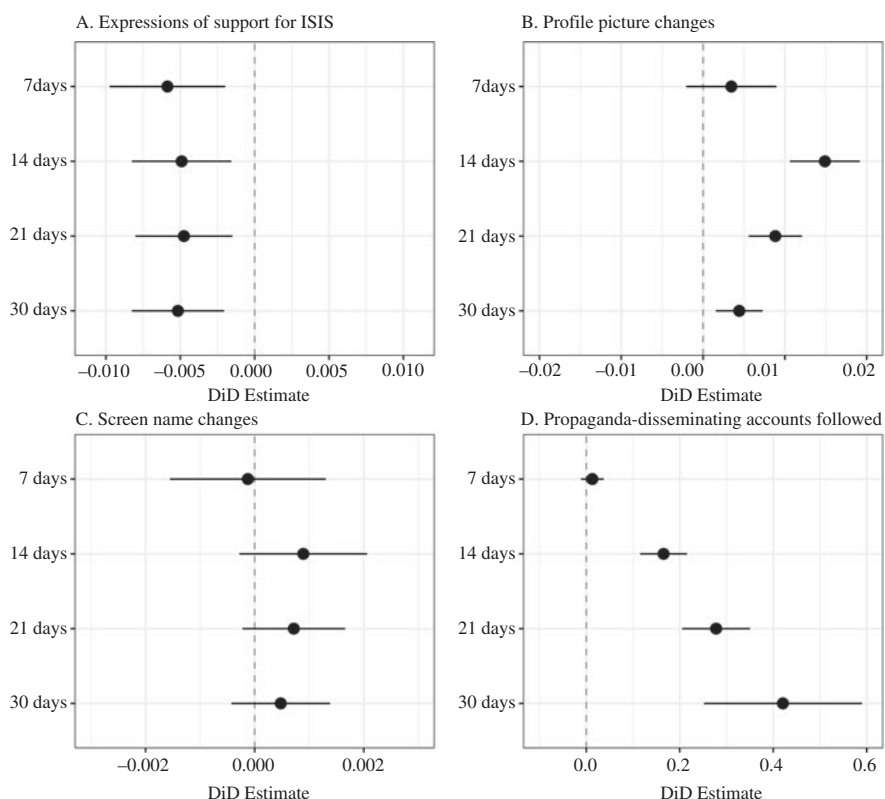 A. Expressions of support for ISIS
7days
14 days
21 days
30 days
–0.010 –0.005 0.000 0.005 0.010
DiD Estimate
B. Profile picture changes
7days
14 days
21 days
30 days
–0.02 –0.01 0.00 0.01 0.02
DiD Estimate
C. Screen name changes
7 days
14 days
21 days
30 days
–0.002 0.000 0.002
DiD Estimate
D. Propaganda-disseminating accounts followed
7 days
14 days
21 days
30 days
0.0 0.2 0.4 0.6
DiD Estimate